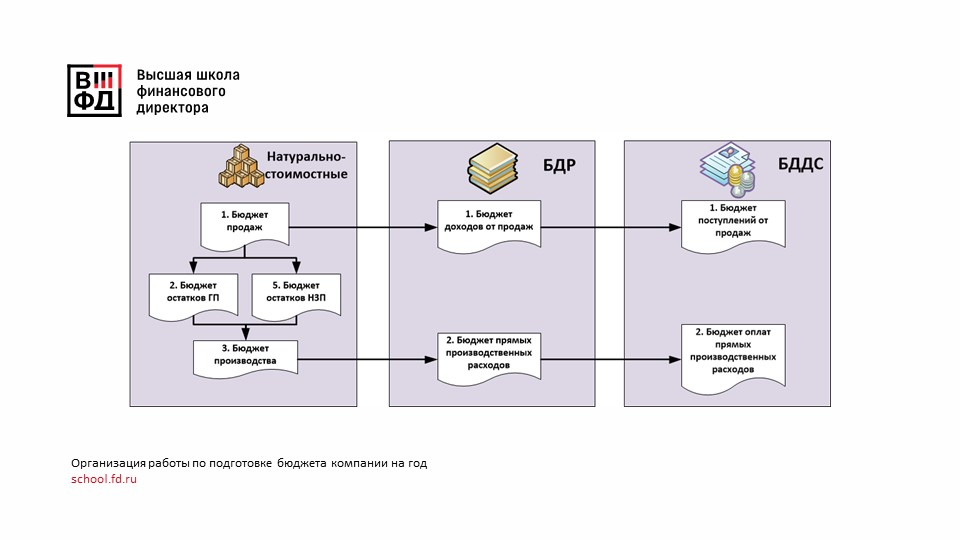 ВШ
ФД
Высшая школа
финансового
директора
Натурально-
стоимостные
1. Бюджет
продаж
2. Бюджет
остатков ГП
5. Бюджет
остатков НЗП
3. Бюджет
производства
БДР
1. Бюджет
доходов от продаж
2. Бюджет прямых
производственных
расходов
БДДС
1. Бюджет
поступлений от
продаж
2. Бюджет оплат
прямых
производственных
расходов
Организация работы по подготовке бюджета компании на год
school.fd.ru